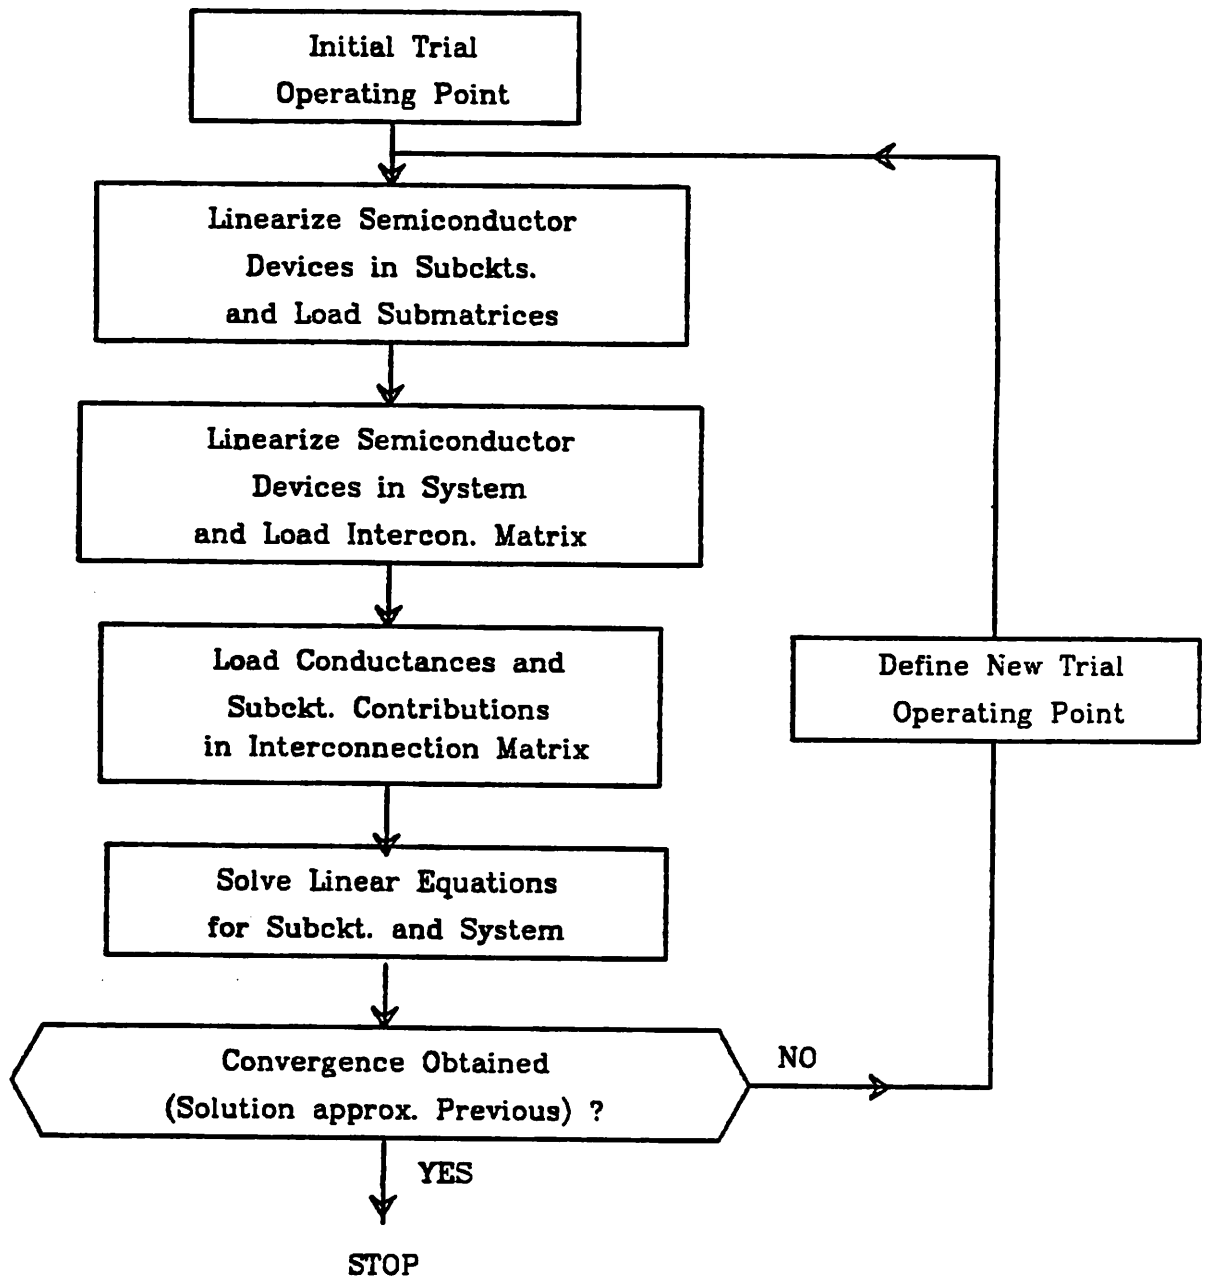 Initial Trial
Operating Point
Linearize Semiconductor
Devices in Subckts.
and Load Submatrices
Linearize Semiconductor
Devices in System
and Load Intercon. Matrix
Load Conductances and
Subckt. Contributions
in Interconnection Matrix
Define New Trial
Operating Point
Solve Linear Equations
for Subckt. and System
Convergence Obtained
(Solution approx. Previous) ?
NO
YES
STOP